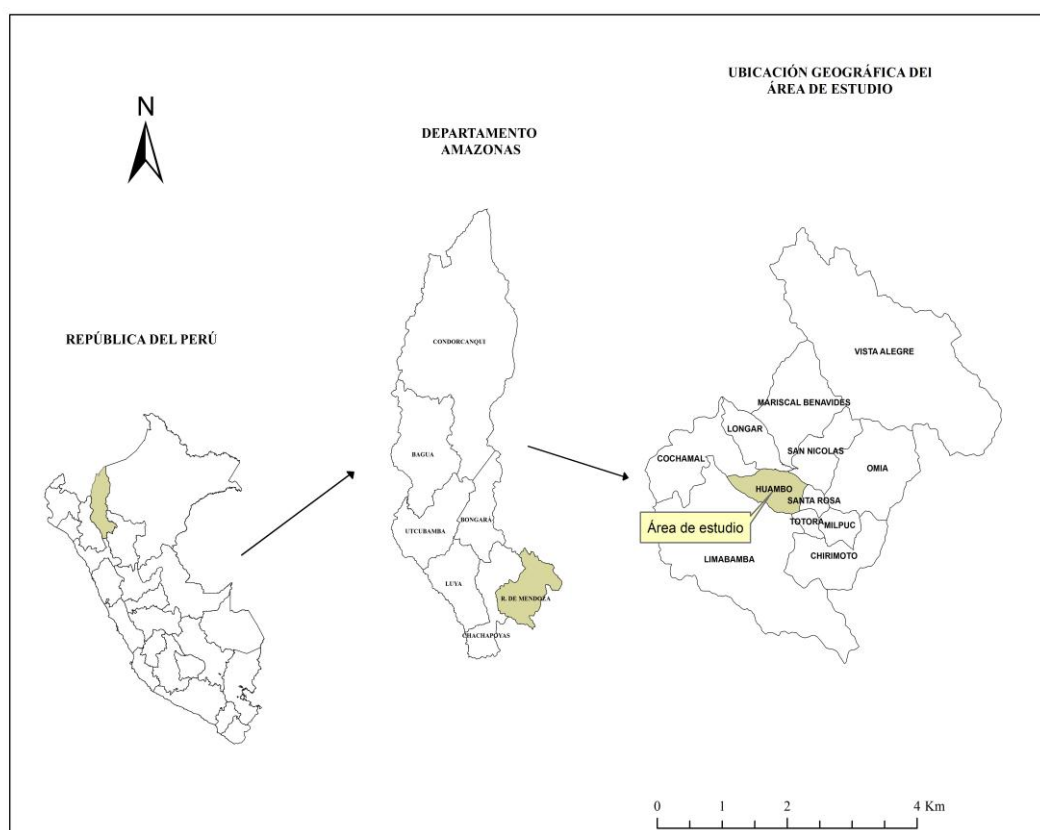 UBICACIÓN GEOGRÁFICA DEL
ÁREA DE ESTUDIO
N
DEPARTAMENTO
AMAZONAS
REPÚBLICA DEL PERÚ
CONDORCANQUI
BAGUA
UTCUBAMBA
BONGARA
LUYA
R. DE MENDOZA
CHACHAPOYAS
VISTA ALEGRE
MARISCAL BENAVIDES
LONGAR
SAN NICOLAS
COCHAMAL
OMIA
HUAMBO
SANTA ROSA
TOTORA
MILPUC
Área de estudio
LIMABAMBA
CHIRIMOTO
0 1 2 4 Km